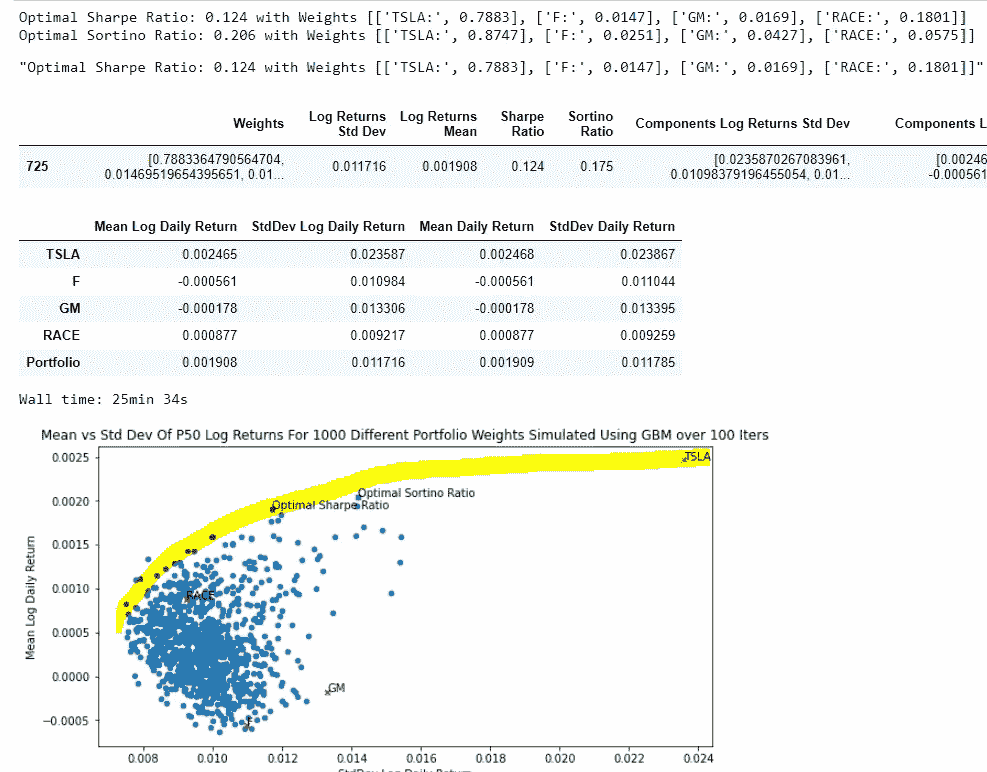 Optimal Sharpe Ratio: 0.124 with Weights [['TSLA:', 0.7883], ['F:', 0.0147], ['GM:', 0.0169], ['RACE:', 0.1801]]
Optimal Sortino Ratio: 0.206 with Weights [['TSLA:', 0.8747], ['F:', 0.0251], ['GM:', 0.0427], ['RACE:', 0.0575]]
"Optimal Sharpe Ratio: 0.124 with Weights [['TSLA:', 0.7883], ['F:', 0.0147], ['GM:', 0.0169], ['RACE:', 0.1801]]"
Weights Log Returns Std Dev Log Returns Mean Sharpe Ratio Sortino Ratio Components Log Returns Std Dev Components L
725 [0.7883364790564704, 0.011716 0.001908 0.124 0.175 [0.0235870267083961, [0.00246
0.01469519654395651, 0.01... 0.01098379196455054, 0.01... -0.000561
Mean Log Daily Return StdDev Log Daily Return Mean Daily Return StdDev Daily Return
TSLA 0.002465 0.023587 0.002468 0.023867
F -0.000561 0.010984 -0.000561 0.011044
GM -0.000178 0.013306 -0.000178 0.013395
RACE 0.000877 0.009217 0.000877 0.009259
Portfolio 0.001908 0.011716 0.001909 0.011785
Wall time: 25min 34s
Mean vs Std Dev Of P50 Log Returns For 1000 Different Portfolio Weights Simulated Using GBM over 100 Iters
0.0025
TSLA
Optimal Sortino Ratio
0.0020
Optimal Sharpe Ratio
0.0015
0.0010
RACE
0.0005
0.0000
GM
−0.0005
F
Mean Log Daily Return
0.008 0.010 0.012 0.014 0.016 0.018 0.020 0.022 0.024
StdDev Log Daily Return